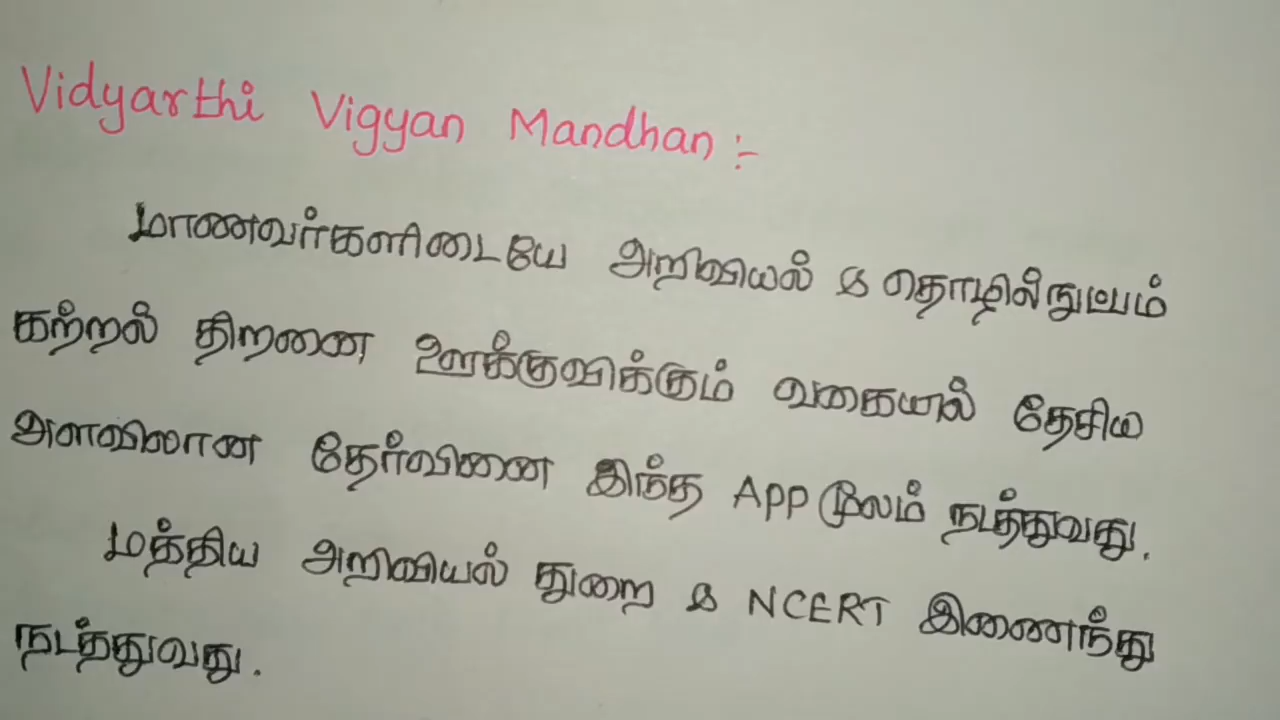 Vidyarthi Vigyan Mandhan :-
மாணவர்களிடையே அறிவியல் & தொழில்நுட்பம்
கற்றல் திறனை ஊக்குவிக்கும் வகையில் தேசிய
அளவிலான தேர்வினை இந்த App மூலம் நடத்துவது.
மத்திய அறிவியல் துறை & NCERT இணைந்து
நடத்துவது.